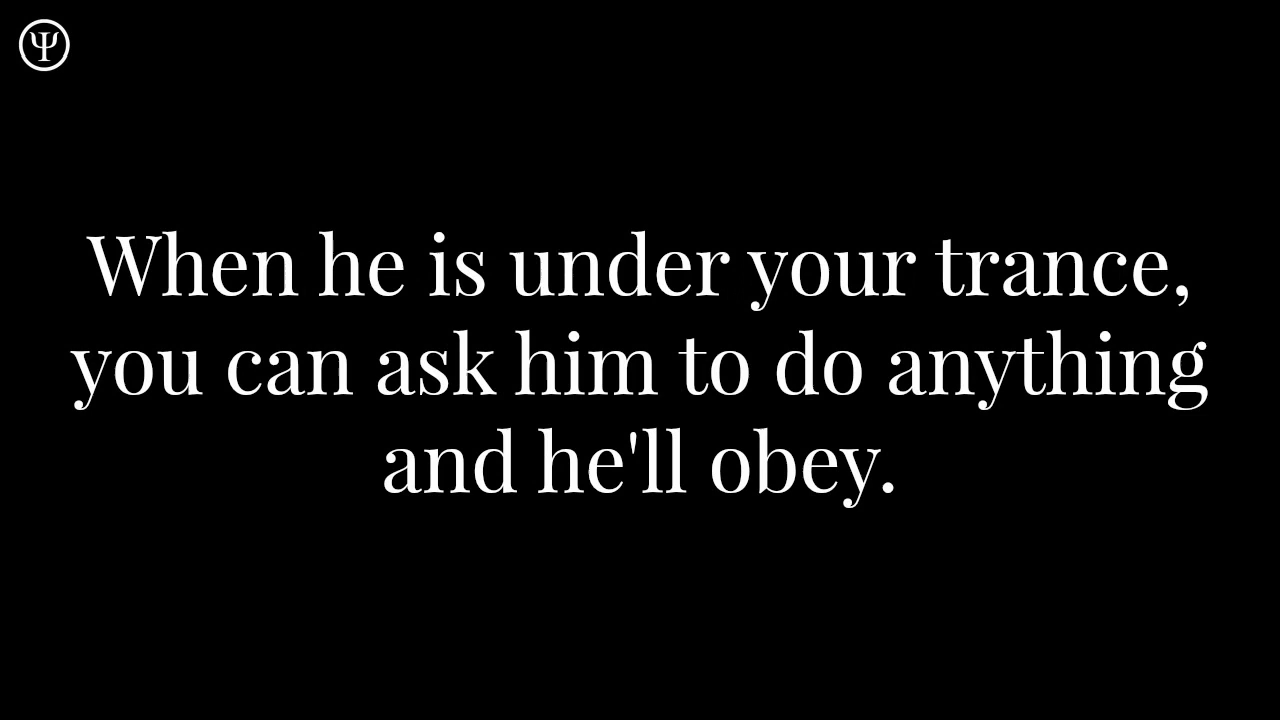 Ψ
When he is under your trance,
you can ask him to do anything
and he'll obey.